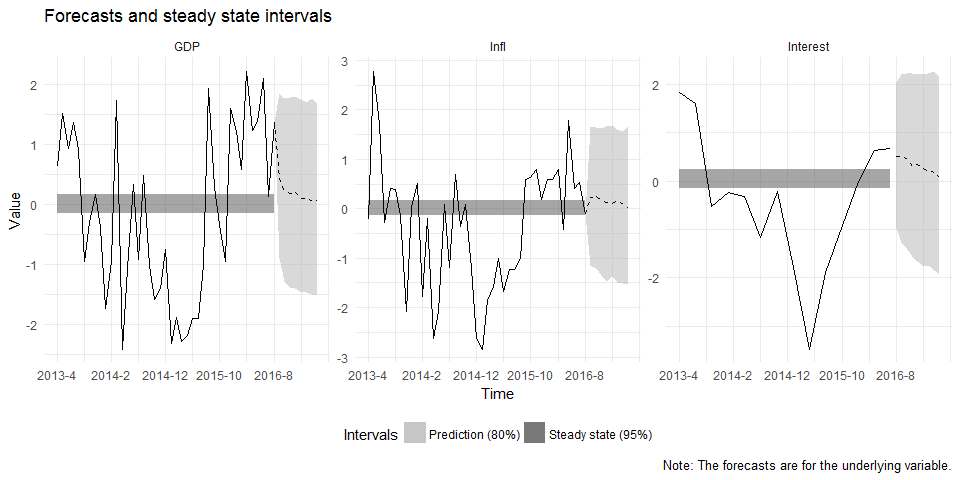 Forecasts and steady state intervals
GDP
Infl
Interest
Value
2
1
0
-1
-2
3
2
1
0
-1
-2
-3
2
0
-2
2013-4 2014-2 2014-12 2015-10 2016-8
2013-4 2014-2 2014-12 2015-10 2016-8
2013-4 2014-2 2014-12 2015-10 2016-8
Time
Intervals Prediction (80%) Steady state (95%)
Note: The forecasts are for the underlying variable.